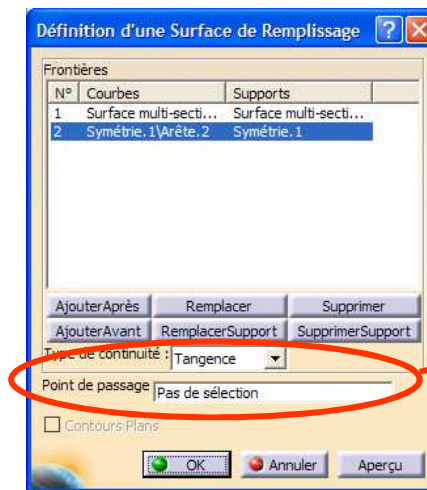 Définition d'une Surface de Remplissage
Frontières
N° Courbes Supports
1 Surface multi-secti... Surface multi-secti...
2 Symétrie.1\Arête.2 Symétrie.1
AjouterAprès Remplacer Supprimer
AjouterAvant RemplacerSupport SupprimerSupport
Type de continuité : Tangence
Point de passage Pas de sélection
Contours Plans
OK Annuler Aperçu